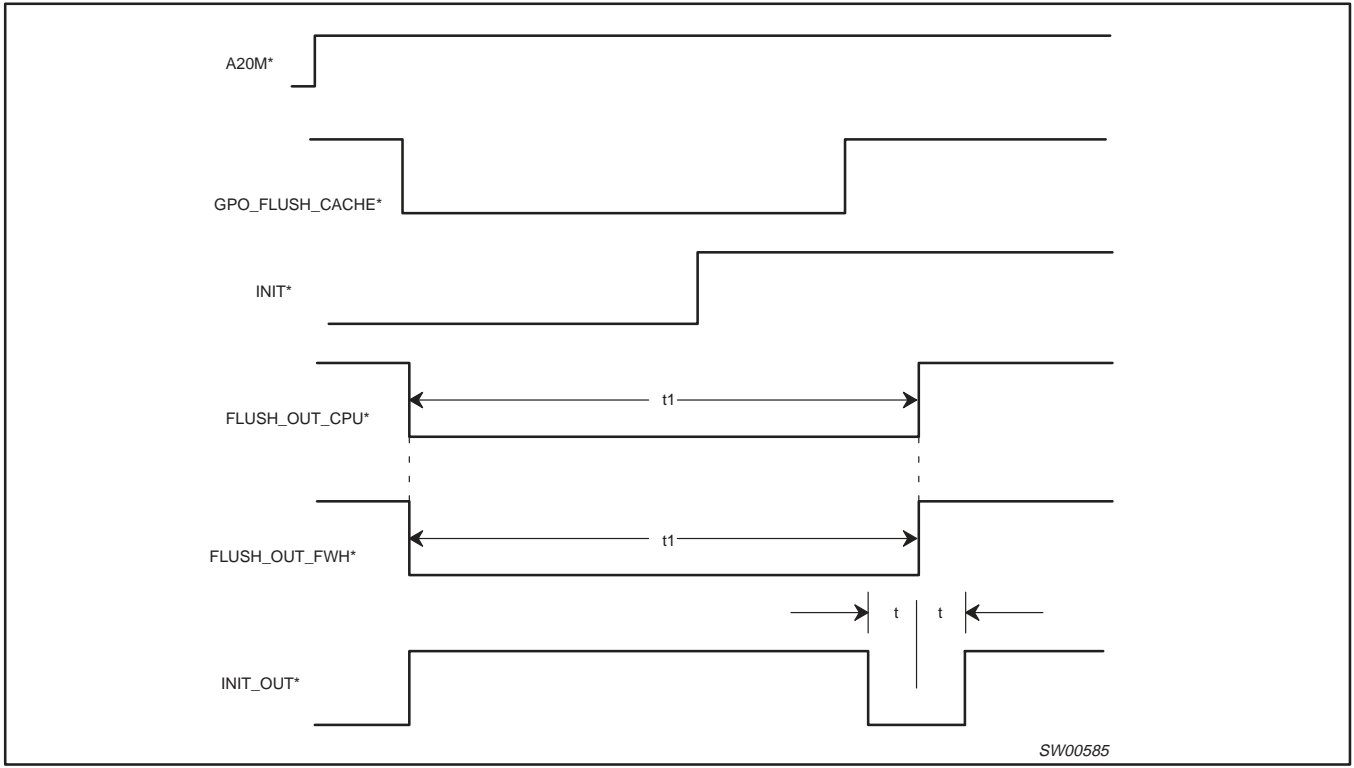 A20M*
GPO_FLUSH_CACHE*
INIT*
t1
FLUSH_OUT_CPU*
t1
FLUSH_OUT_FWH*
t t
INIT_OUT*
SW00585